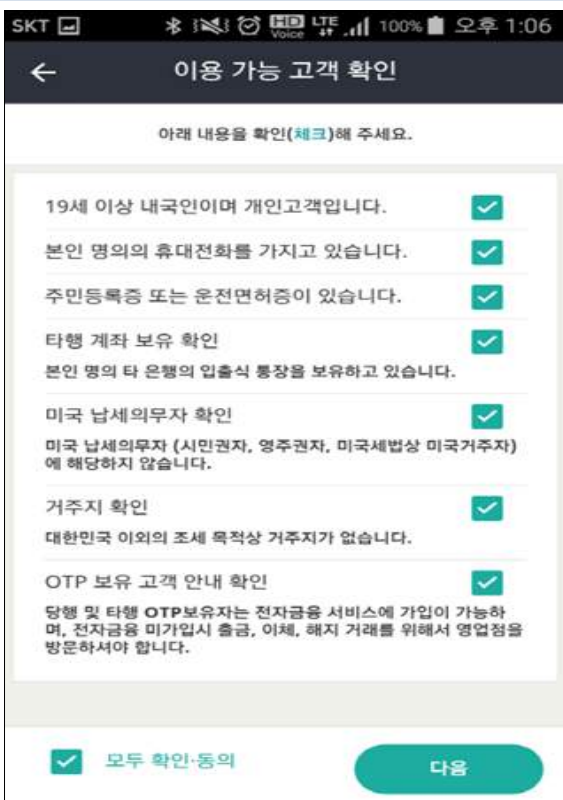 SKT HD Voice LTE 100% 오후 1:06
이용 가능 고객 확인
아래 내용을 확인(체크)해 주세요.
19세 이상 내국인이며 개인고객입니다.
본인 명의의 휴대전화를 가지고 있습니다.
주민등록증 또는 운전면허증이 있습니다.
타행 계좌 보유 확인
본인 명의 타 은행의 입출식 통장을 보유하고 있습니다.
미국 납세의무자 확인
미국 납세의무자 (시민권자, 영주권자, 미국세법상 미국거주자)
에 해당하지 않습니다.
거주지 확인
대한민국 이외의 조세 목적상 거주지가 없습니다.
OTP 보유 고객 안내 확인
당행 및 타행 OTP보유자는 전자금융 서비스에 가입이 가능하
며, 전자금융 미가입시 출금, 이체, 해지 거래를 위해서 영업점을
방문하셔야 합니다.
모두 확인·동의
다음